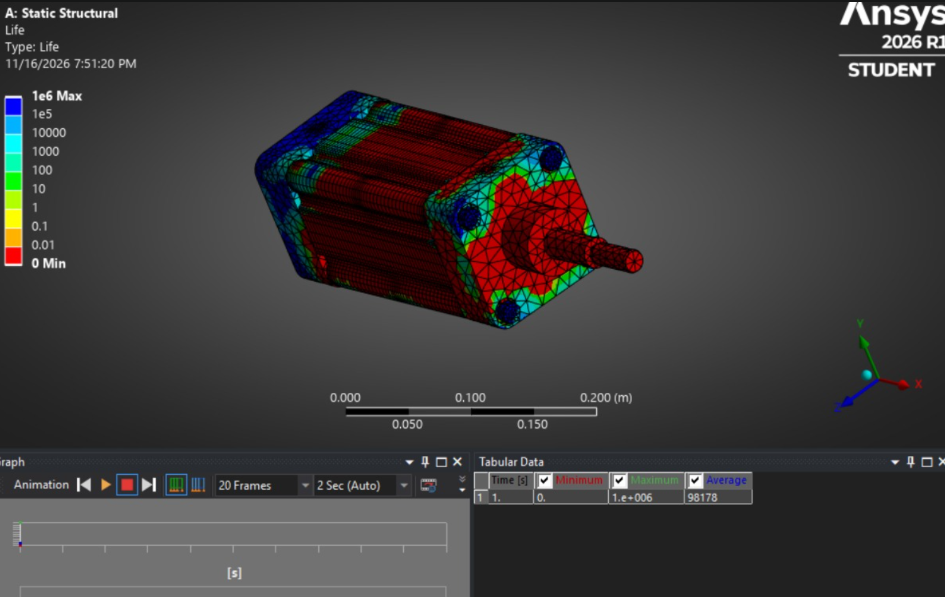 A: Static Structural
Life
Type: Life
11/16/2026 7:51:20 PM
Ansys
2026 R1
STUDENT
1e6 Max
1e5
10000
1000
100
10
1
0.1
0.01
0 Min
0.000 0.100 0.200 (m)
0.050 0.150
Y
X
Z
raph
Animation 20 Frames 2 Sec (Auto)
[s]
Tabular Data
Time [s] Minimum Maximum Average
1 1. 0. 1.e+006 98178